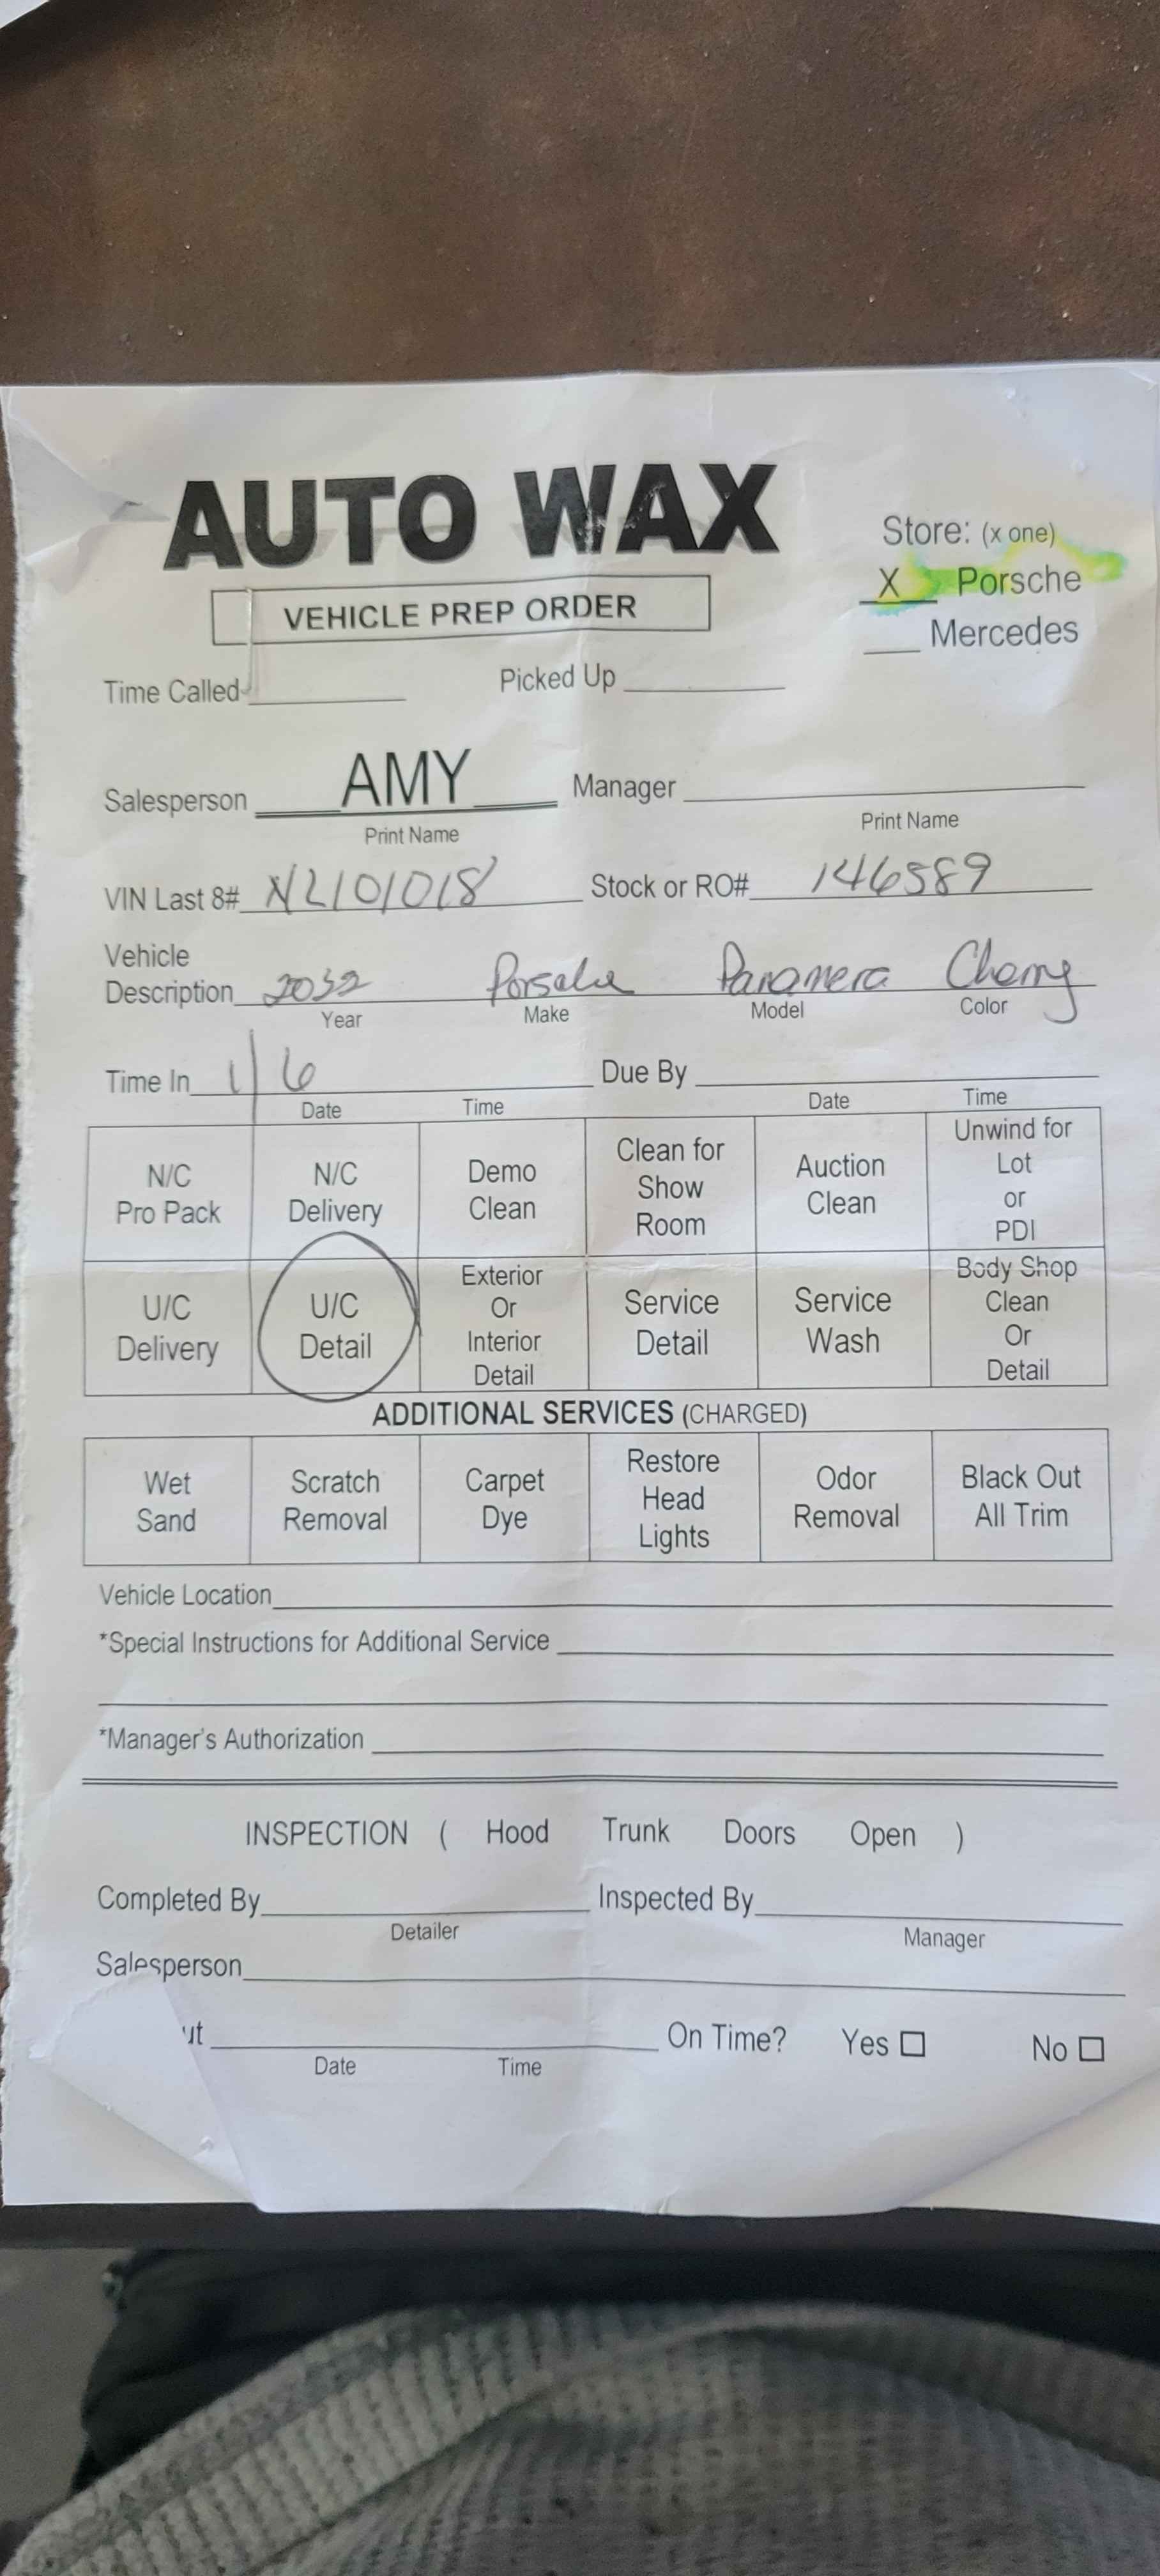 AUTO WAX
VEHICLE PREP ORDER
Store: (x one)
X Porsche
Mercedes
Time Called Picked Up
Salesperson AMY Manager
Print Name Print Name
VIN Last 8# NL101018 Stock or RO# 146589
Vehicle
Description 2032 Porsche Panamera Cherry
Year Make Model Color
Time In 1/6 Due By
Date Time Date Time
N/C Pro Pack N/C Delivery Demo Clean Clean for Show Room Auction Clean Unwind for Lot or PDI
U/C Delivery U/C Detail Exterior Or Interior Detail Service Detail Service Wash Body Shop Clean Or Detail
ADDITIONAL SERVICES (CHARGED)
Wet Sand Scratch Removal Carpet Dye Restore Head Lights Odor Removal Black Out All Trim
Vehicle Location
*Special Instructions for Additional Service
*Manager's Authorization
INSPECTION ( Hood Trunk Doors Open )
Completed By Inspected By
Detailer Manager
Salesperson
ut On Time? Yes No
Date Time